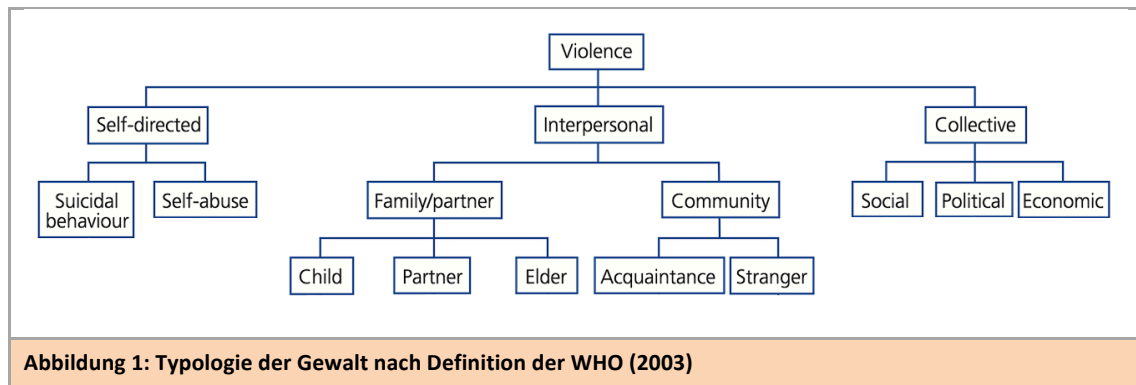 Violence
Self-directed
Interpersonal
Collective
Suicidal
behaviour
Self-abuse
Family/partner
Community
Social
Political
Economic
Child
Partner
Elder
Acquaintance
Stranger
Abbildung 1: Typologie der Gewalt nach Definition der WHO (2003)